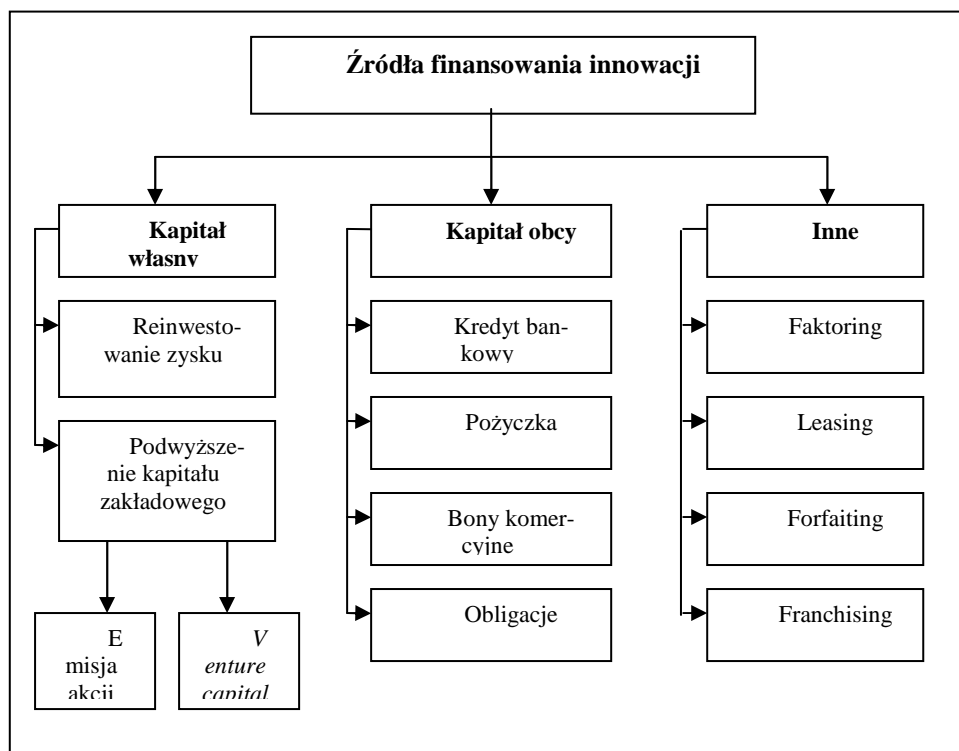 Źródła finansowania innowacji
Kapitał
własny
Reinwesto-
wanie zysku
Podwyższe-
nie kapitału
zakładowego
E
misja
akcji
V
enture
capital
Kapitał obcy
Kredyt ban-
kowy
Pożyczka
Bony komer-
cyjne
Obligacje
Inne
Faktoring
Leasing
Forfaiting
Franchising